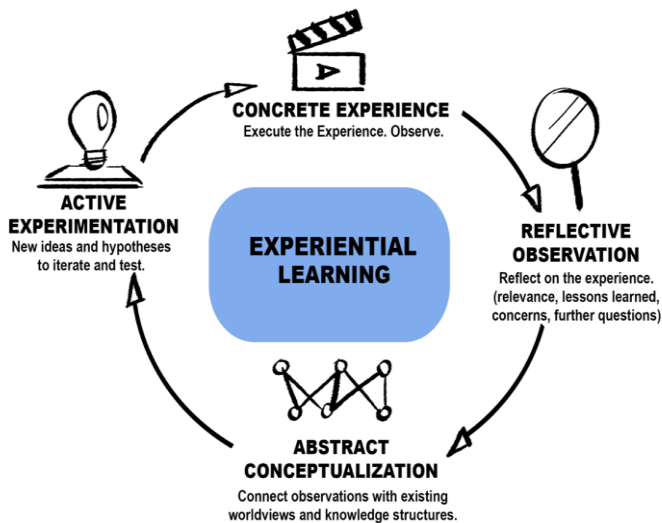 CONCRETE EXPERIENCE
Execute the Experience. Observe.
REFLECTIVE
OBSERVATION
Reflect on the experience.
(relevance, lessons learned,
concerns, further questions)
ABSTRACT
CONCEPTUALIZATION
Connect observations with existing
worldviews and knowledge structures.
ACTIVE
EXPERIMENTATION
New ideas and hypotheses
to iterate and test.
EXPERIENTIAL
LEARNING